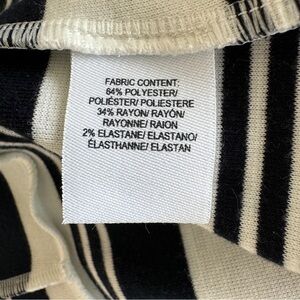 FABRIC CONTENT:
64% POLYESTER/
POLIÉSTER/ POLIESTERE
34% RAYON/ RAYÓN/
RAYONNE/ RAION
2% ELASTANE/ ELASTANO/
ÉLASTHANNE/ ELASTAN